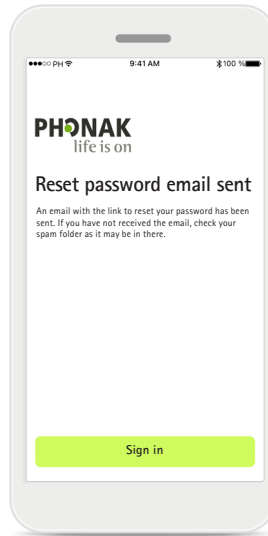 PH 9:41 AM 100 %
PHONAK
life is on
Reset password email sent
An email with the link to reset your password has been
sent. If you have not received the email, check your
spam folder as it may be in there.
Sign in